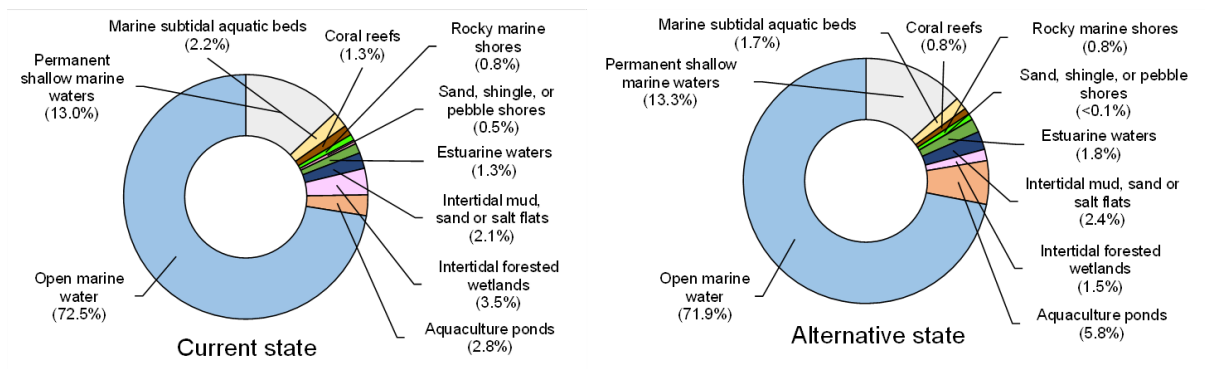 Marine subtidal aquatic beds
(2.2%)
Coral reefs
(1.3%)
Rocky marine
shores
(0.8%)
Permanent
shallow marine
waters
(13.0%)
Sand, shingle, or
pebble shores
(0.5%)
Estuarine waters
(1.3%)
Intertidal mud,
sand or salt flats
(2.1%)
Intertidal forested
wetlands
(3.5%)
Aquaculture ponds
(2.8%)
Open marine
water
(72.5%)
Current state
Marine subtidal aquatic beds
(1.7%)
Coral reefs
(0.8%)
Rocky marine shores
(0.8%)
Permanent shallow
marine waters
(13.3%)
Sand, shingle, or pebble
shores
(<0.1%)
Estuarine waters
(1.8%)
Intertidal mud, sand or
salt flats
(2.4%)
Intertidal forested
wetlands
(1.5%)
Aquaculture ponds
(5.8%)
Open marine
water
(71.9%)
Alternative state